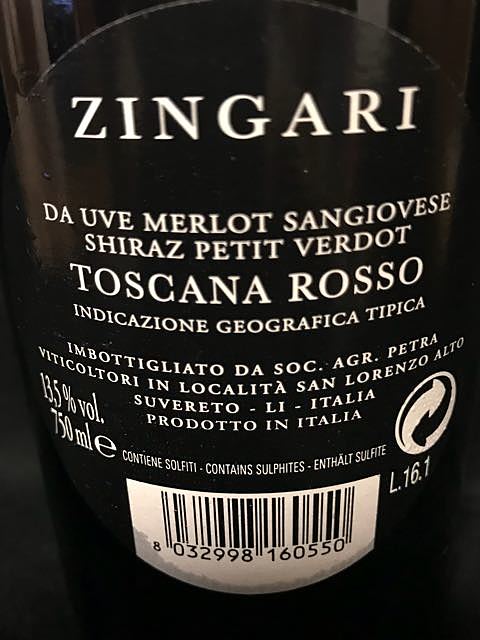 ZINGARI
DA UVE MERLOT SANGIOVESE
SHIRAZ PETIT VERDOT
TOSCANA ROSSO
INDICAZIONE GEOGRAFICA TIPICA
IMBOTTIGLIATO DA SOC. AGR. PETRA
VITICOLTORI IN LOCALITÀ SAN LORENZO ALTO
SUVERETO - LI - ITALIA
PRODOTTO IN ITALIA
13,5% vol.
750 ml e
CONTIENE SOLFITI - CONTAINS SULPHITES - ENTHÄLT SULFITE
L.16.1
8 032998 160550